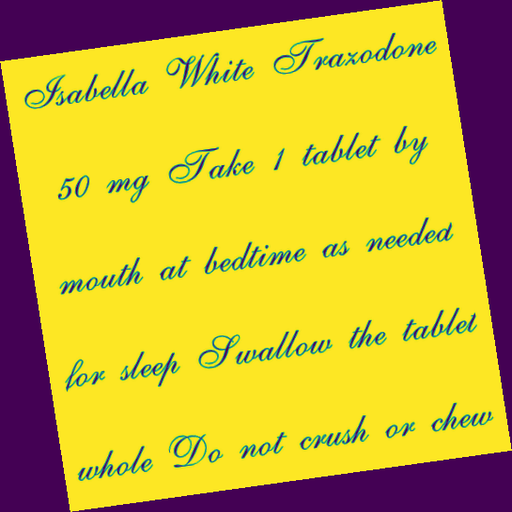 Isabella White Trazodone
50 mg Take 1 tablet by
mouth at bedtime as needed
for sleep Swallow the tablet
whole Do not crush or chew